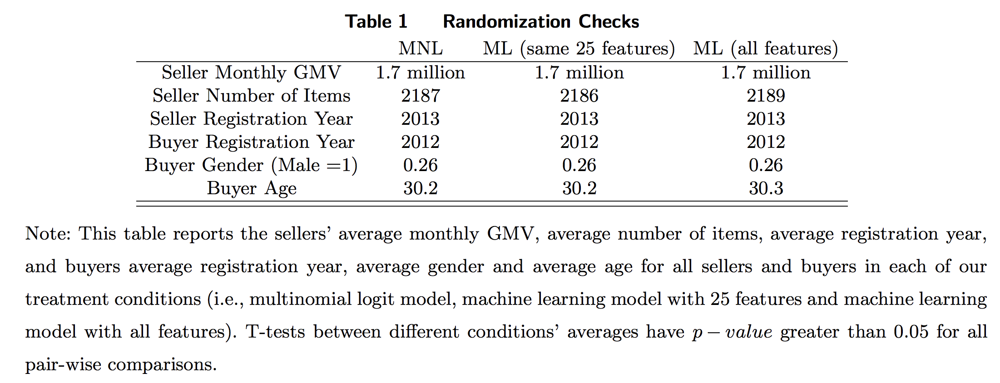 Table 1 Randomization Checks
MNL ML (same 25 features) ML (all features)
Seller Monthly GMV 1.7 million 1.7 million 1.7 million
Seller Number of Items 2187 2186 2189
Seller Registration Year 2013 2013 2013
Buyer Registration Year 2012 2012 2012
Buyer Gender (Male =1) 0.26 0.26 0.26
Buyer Age 30.2 30.2 30.3
Note: This table reports the sellers’ average monthly GMV, average number of items, average registration year,
and buyers average registration year, average gender and average age for all sellers and buyers in each of our
treatment conditions (i.e., multinomial logit model, machine learning model with 25 features and machine learning
model with all features). T-tests between different conditions’ averages have p − value greater than 0.05 for all
pair-wise comparisons.